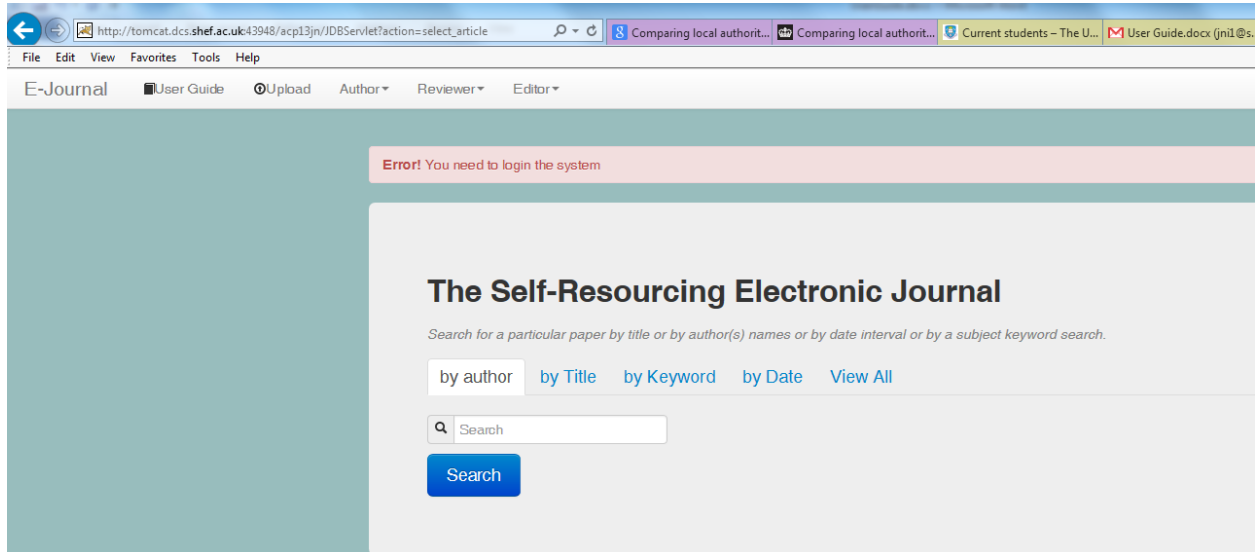 http://tomcat.dcs.shef.ac.uk:43948/acp13jn/JDBServlet?action=select_article
Comparing local authorit...
Comparing local authorit...
Current students – The U...
User Guide.docx (jni1@s.
File Edit View Favorites Tools Help
E-Journal User Guide Upload Author Reviewer Editor
Error! You need to login the system
The Self-Resourcing Electronic Journal
Search for a particular paper by title or by author(s) names or by date interval or by a subject keyword search.
by author by Title by Keyword by Date View All
Search
Search